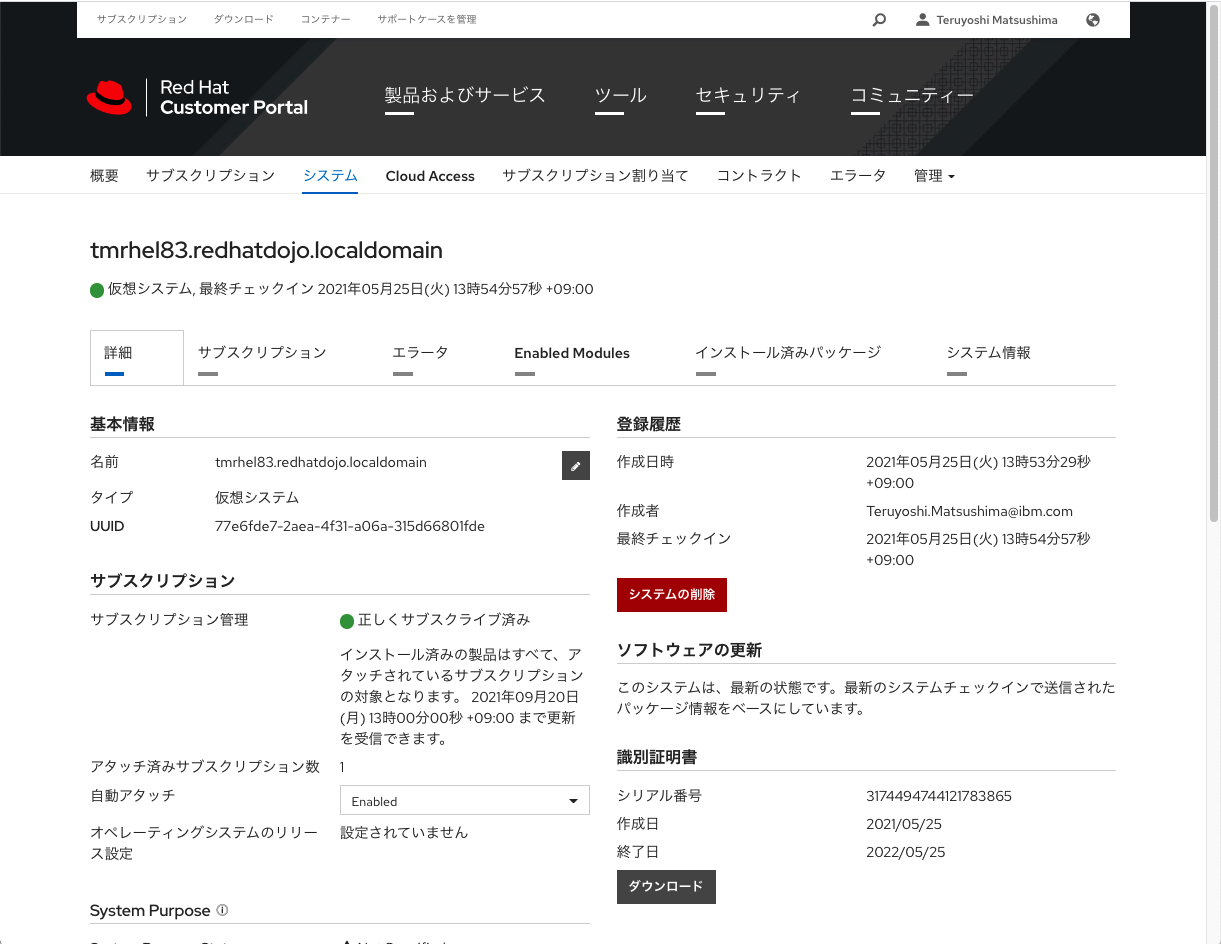 サブスクリプション ダウンロード コンテナー サポートケースを管理 Teruyoshi Matsushima
Red Hat
Customer Portal
製品およびサービス ツール セキュリティ コミュニティー
概要 サブスクリプション システム Cloud Access サブスクリプション割り当て コントラクト エラータ 管理
tmrhel83.redhatdojo.localdomain
仮想システム, 最終チェックイン 2021年05月25日(火) 13時54分57秒 +09:00
詳細 サブスクリプション エラータ Enabled Modules インストール済みパッケージ システム情報
基本情報
名前 tmrhel83.redhatdojo.localdomain
タイプ 仮想システム
UUID 77e6fde7-2aea-4f31-a06a-315d66801fde
サブスクリプション
サブスクリプション管理 正しくサブスクライブ済み
インストール済みの製品はすべて、ア
タッチされているサブスクリプション
の対象となります。 2021年09月20日
(月) 13時00分00秒 +09:00 まで更新
を受信できます。
アタッチ済みサブスクリプション数 1
自動アタッチ Enabled
オペレーティングシステムのリリー 設定されていません
ス設定
System Purpose
登録履歴
作成日時 2021年05月25日(火) 13時53分29秒
+09:00
作成者 Teruyoshi.Matsushima@ibm.com
最終チェックイン 2021年05月25日(火) 13時54分57秒
+09:00
システムの削除
ソフトウェアの更新
このシステムは、最新の状態です。最新のシステムチェックインで送信された
パッケージ情報をベースにしています。
識別証明書
シリアル番号 3174494744121783865
作成日 2021/05/25
終了日 2022/05/25
ダウンロード